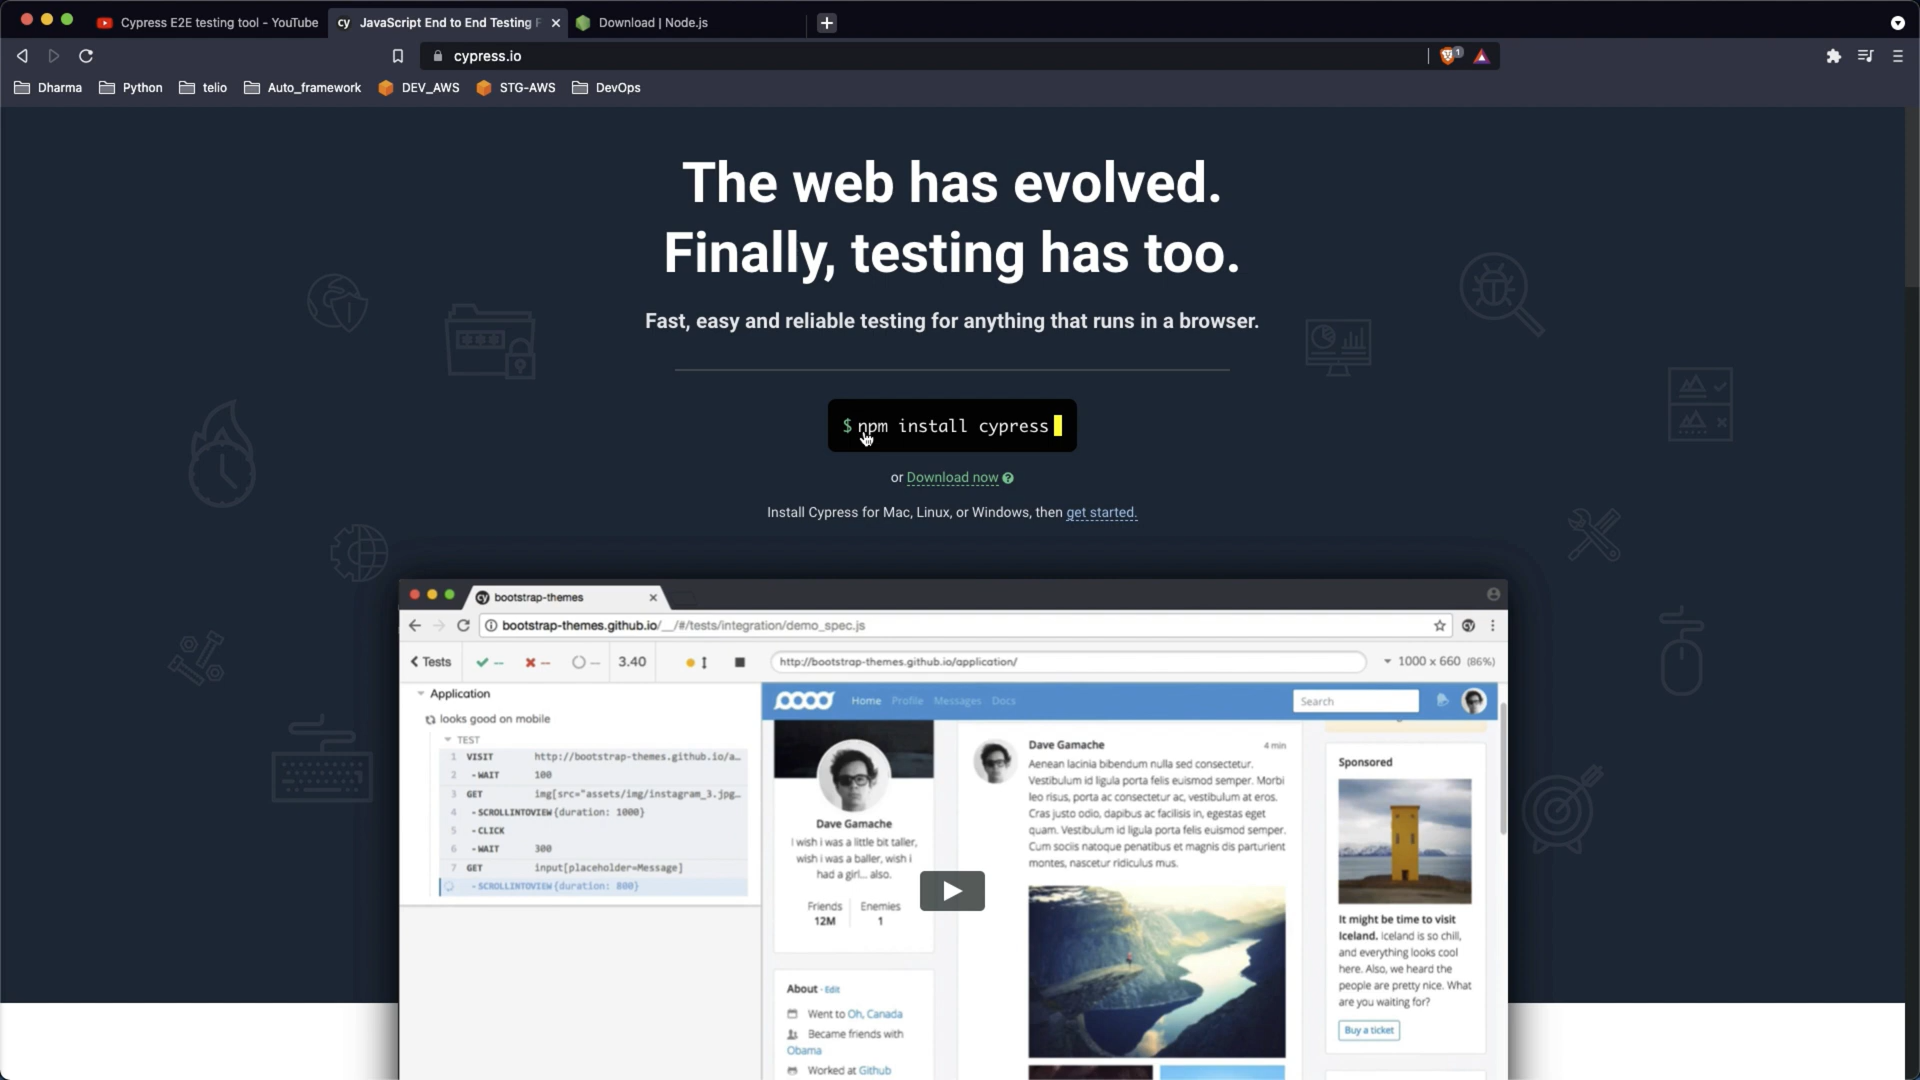 Cypress E2E testing tool - YouTube
cy JavaScript End to End Testing F
Download | Node.js
cypress.io
1
Dharma
Python
telio
Auto_framework
DEV_AWS
STG-AWS
DevOps
The web has evolved.
Finally, testing has too.
Fast, easy and reliable testing for anything that runs in a browser.
$ npm install cypress
or Download now ?
Install Cypress for Mac, Linux, or Windows, then get started.
cy bootstrap-themes
bootstrap-themes.github.io/__/#/tests/integration/demo_spec.js
cy
Tests
--
--
--
3.40
http://bootstrap-themes.github.io/application/
1000 x 660 (86%)
Application
looks good on mobile
TEST
1 VISIT http://bootstrap-themes.github.io/a...
2 -WAIT 100
3 GET img[src="assets/img/instagram_3.jpg...
4 -SCROLLINTOVIEW {duration: 1000}
5 -CLICK
6 -WAIT 300
7 GET input[placeholder=Message]
-SCROLLINTOVIEW {duration: 800}
Home
Profile
Messages
Docs
Search
Dave Gamache
I wish i was a little bit taller,
wish i was a baller, wish i
had a girl... also.
Friends
12M
Enemies
1
About · Edit
Went to Oh, Canada
Became friends with
Obama
Worked at Github
Dave Gamache
4 min
Aenean lacinia bibendum nulla sed consectetur.
Vestibulum id ligula porta felis euismod semper. Morbi
leo risus, porta ac consectetur ac, vestibulum at eros.
Cras justo odio, dapibus ac facilisis in, egestas eget
quam. Vestibulum id ligula porta felis euismod semper.
Cum sociis natoque penatibus et magnis dis parturient
montes, nascetur ridiculus mus.
Sponsored
It might be time to visit
Iceland. Iceland is so chill,
and everything looks cool
here. Also, we heard the
people are pretty nice. What
are you waiting for?
Buy a ticket